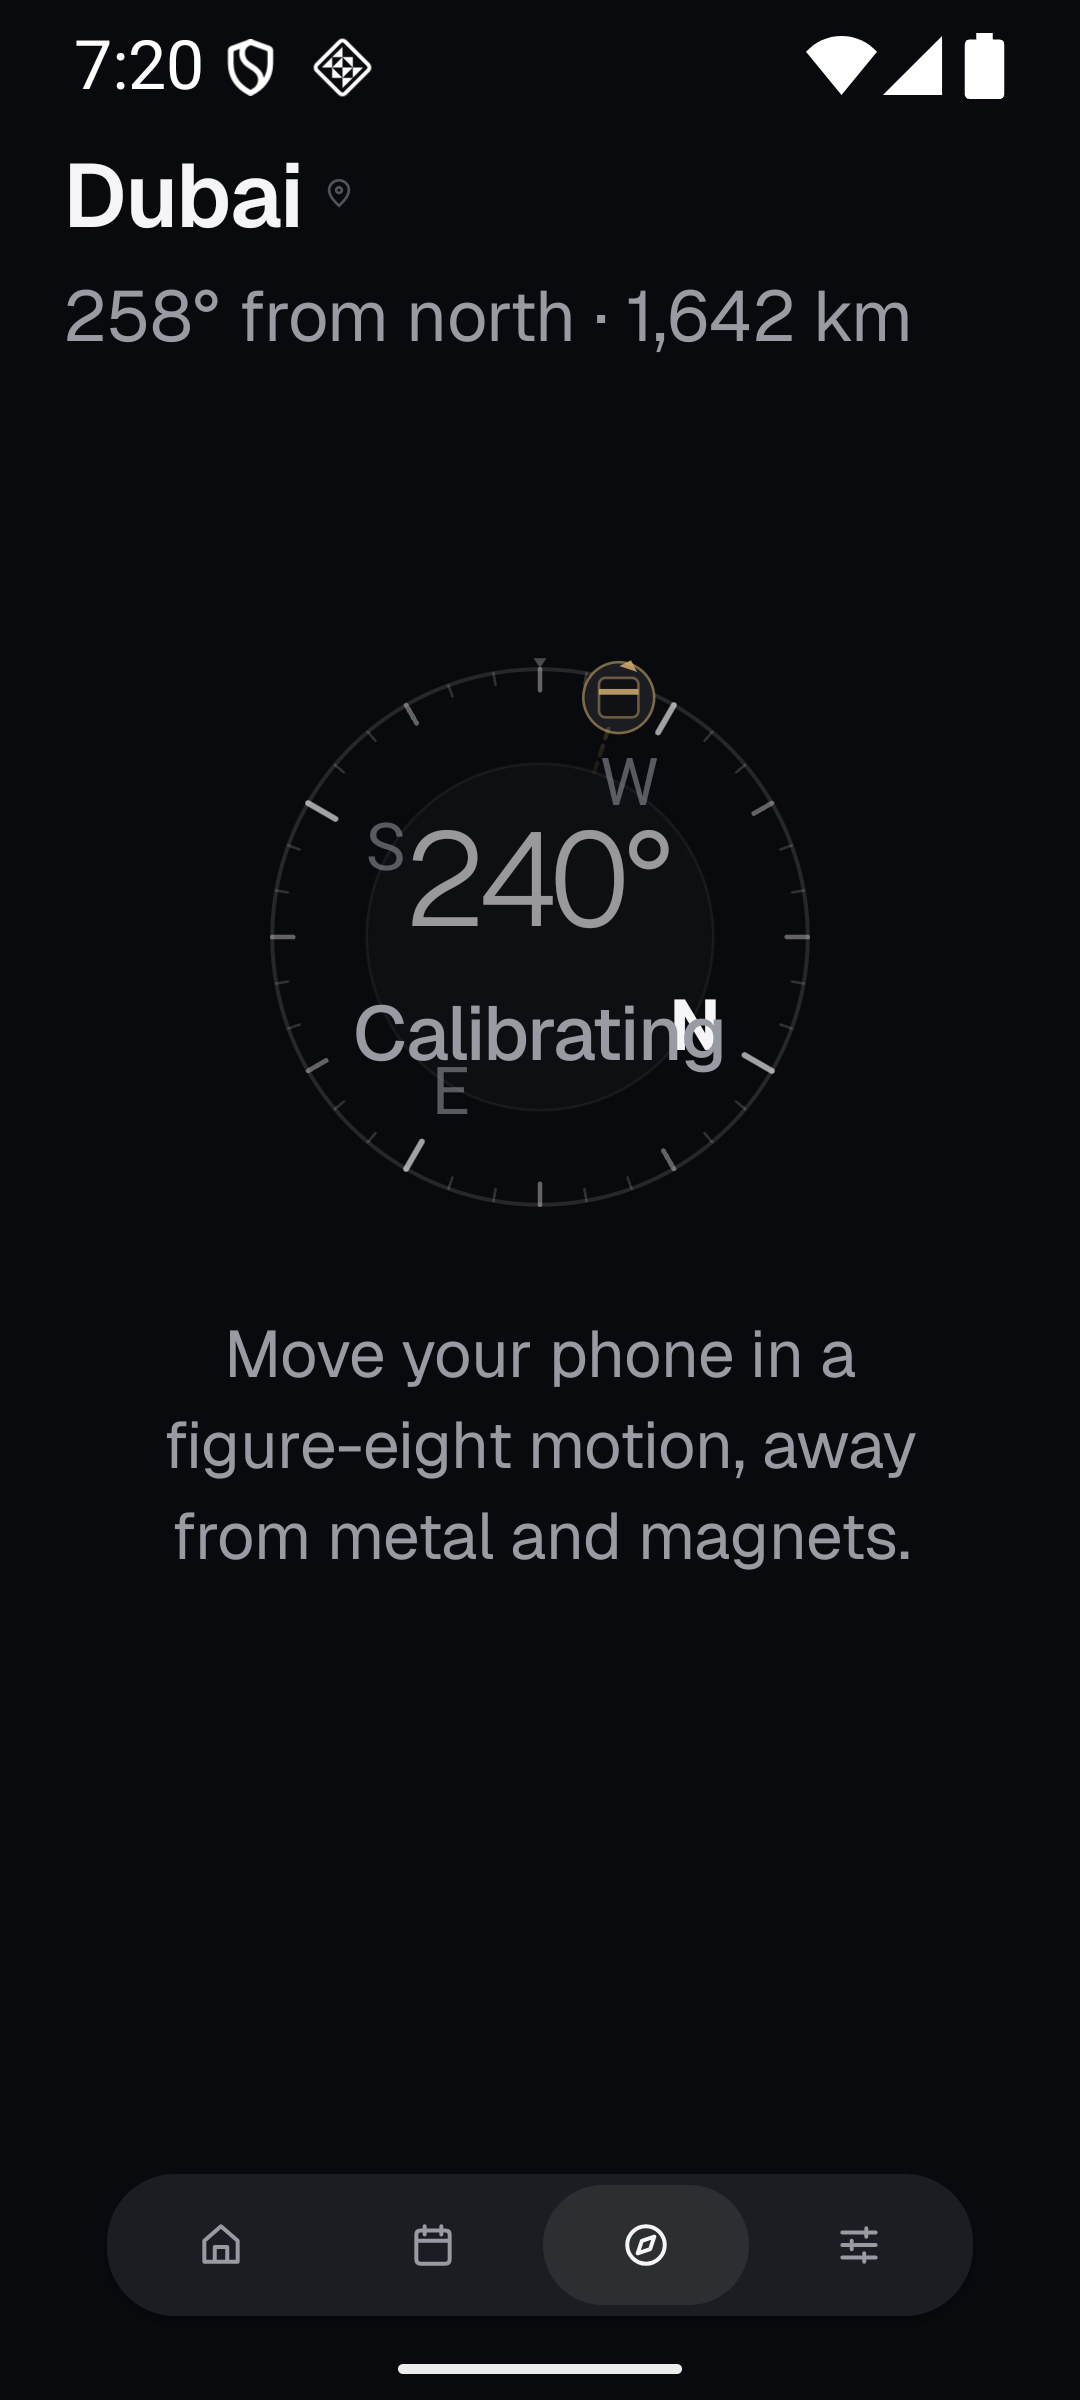 7:20
Dubai
258° from north · 1,642 km
W
S
240°
N
Calibrating
E
Move your phone in a
figure-eight motion, away
from metal and magnets.